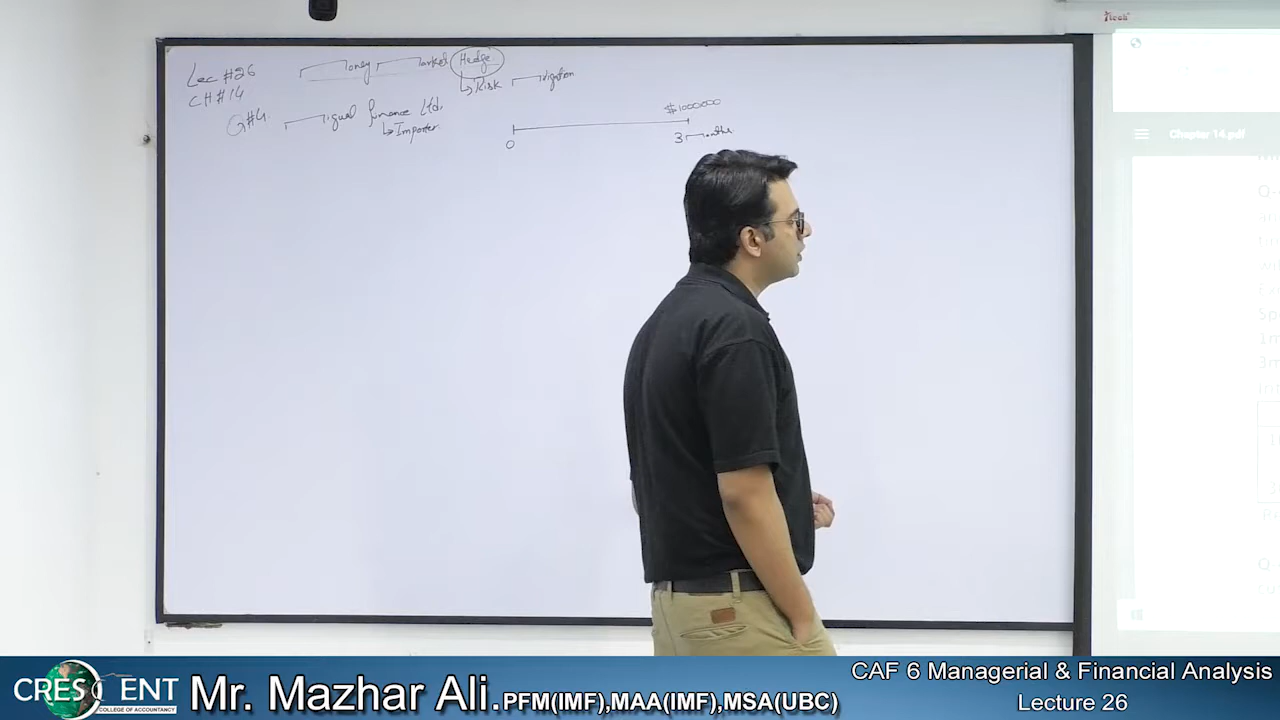 Lec #26
CH #14
Money Market Hedge
Risk Mitigation
Q#4
Finance Ltd.
Importer
$1000000
0
3 Months
itech
Chapter 14.pdf
CRESCENT
COLLEGE OF ACCOUNTANCY
Mr. Mazhar Ali.PFM(IMF),MAA(IMF),MSA(UBC)
CAF 6 Managerial & Financial Analysis
Lecture 26